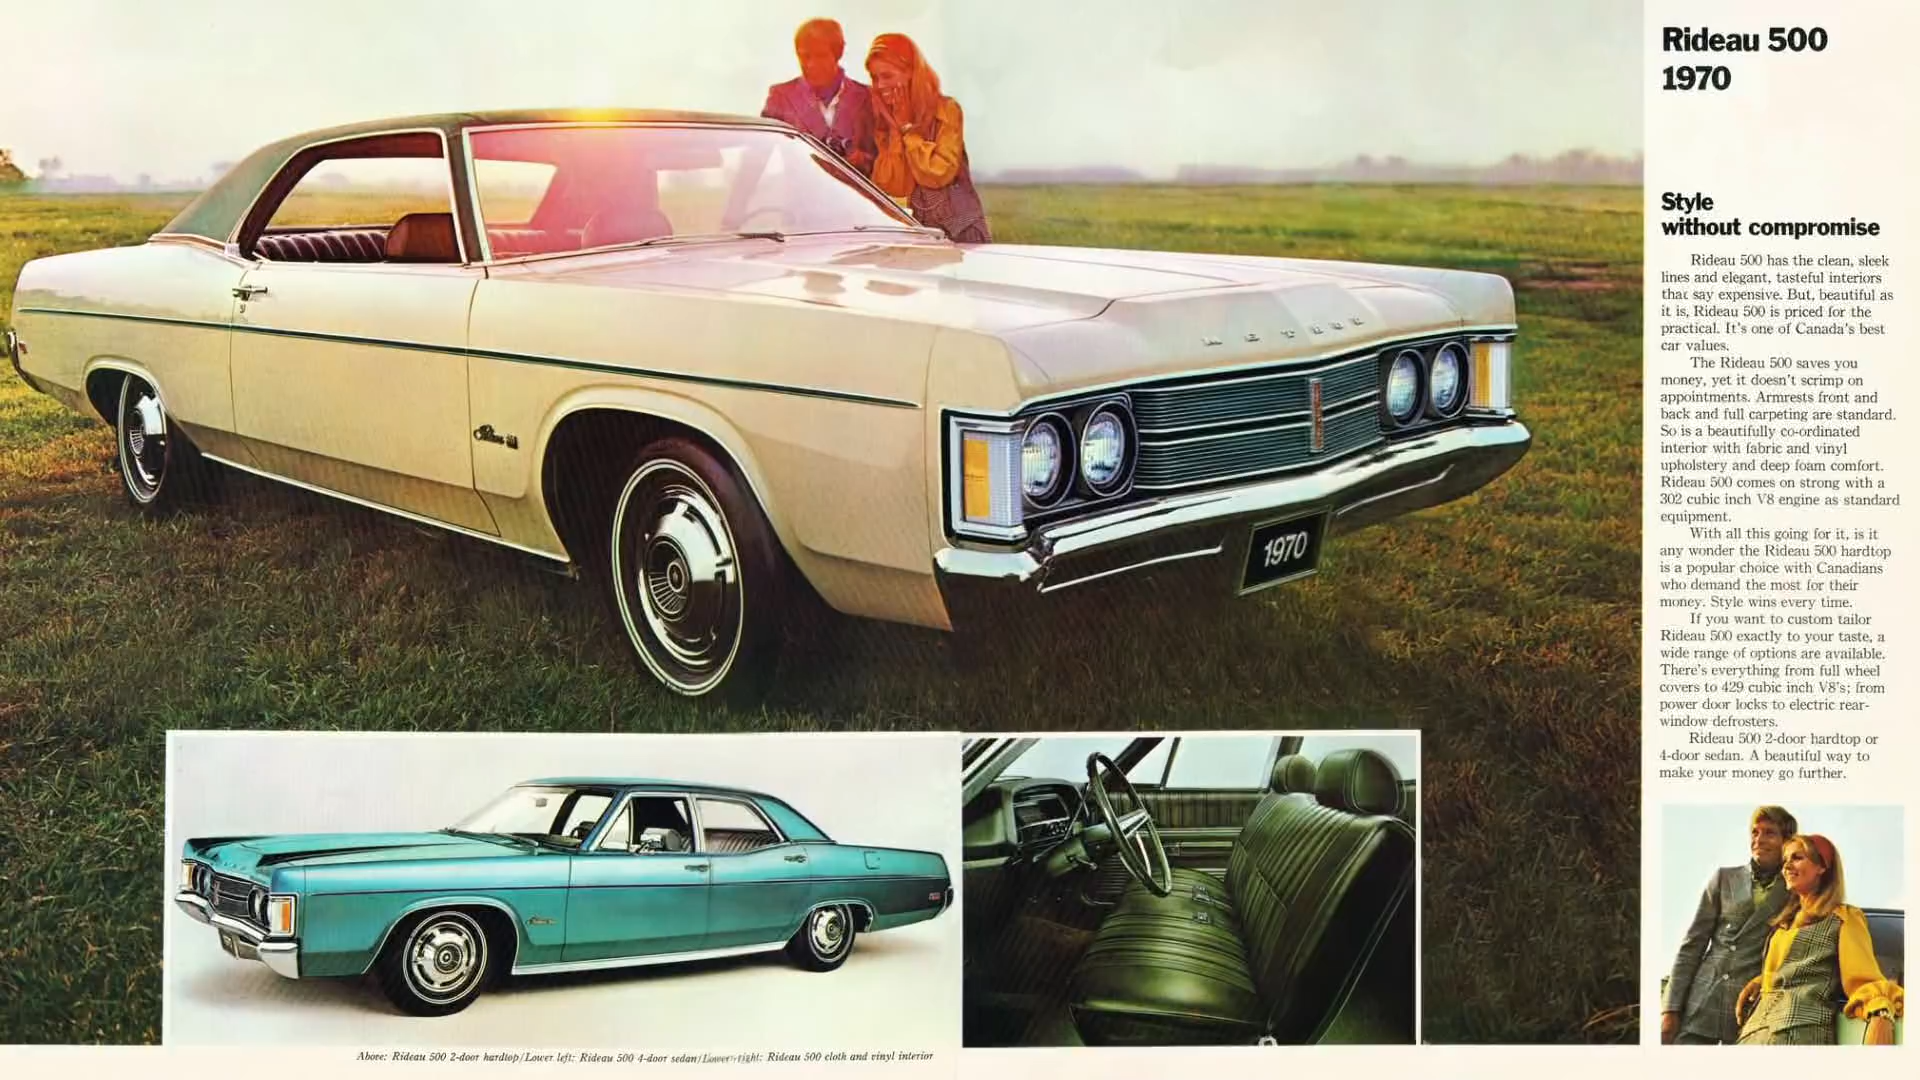 Rideau 500
1970
Style
without compromise
Rideau 500 has the clean, sleek
lines and elegant, tasteful interiors
that say expensive. But, beautiful as
it is, Rideau 500 is priced for the
practical. It's one of Canada's best
car values.
The Rideau 500 saves you
money, yet it doesn't scrimp on
appointments. Armrests front and
back and full carpeting are standard.
So is a beautifully co-ordinated
interior with fabric and vinyl
upholstery and deep foam comfort.
Rideau 500 comes on strong with a
302 cubic inch V8 engine as standard
equipment.
With all this going for it, is it
any wonder the Rideau 500 hardtop
is a popular choice with Canadians
who demand the most for their
money. Style wins every time.
If you want to custom tailor
Rideau 500 exactly to your taste, a
wide range of options are available.
There's everything from full wheel
covers to 429 cubic inch V8's; from
power door locks to electric rear-
window defrosters.
Rideau 500 2-door hardtop or
4-door sedan. A beautiful way to
make your money go further.
METEOR
1970
Above: Rideau 500 2-door hardtop/Lower left: Rideau 500 4-door sedan/Lower right: Rideau 500 cloth and vinyl interior